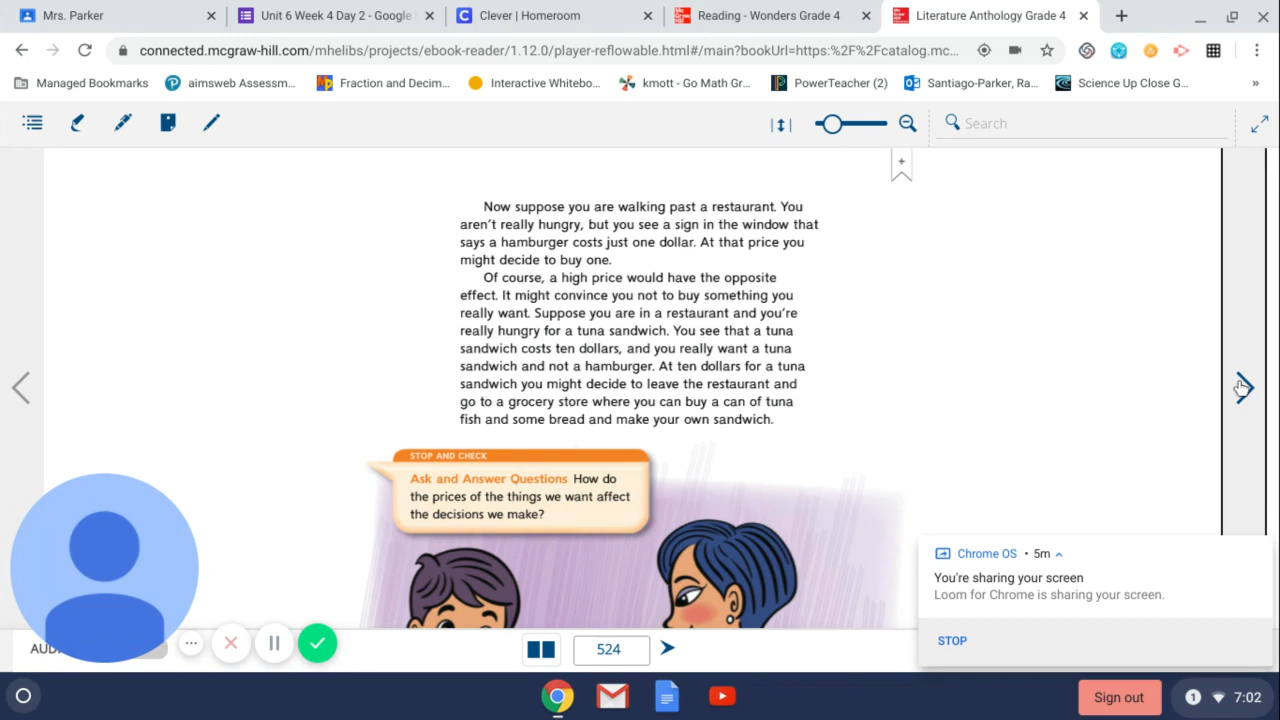 Mrs. Parker
Unit 6 Week 4 Day 2 - Google
Clever | Homeroom
Reading - Wonders Grade 4
Literature Anthology Grade 4
connected.mcgraw-hill.com/mhelibs/projects/ebook-reader/1.12.0/player-reflowable.html#/main?bookUrl=https:%2F%2Fcatalog.mc...
Managed Bookmarks
aimsweb Assessm...
Fraction and Decim...
Interactive Whitebo...
kmott - Go Math Gr...
PowerTeacher (2)
Santiago-Parker, Ra...
Science Up Close G...
»
Search
Now suppose you are walking past a restaurant. You
aren't really hungry, but you see a sign in the window that
says a hamburger costs just one dollar. At that price you
might decide to buy one.
Of course, a high price would have the opposite
effect. It might convince you not to buy something you
really want. Suppose you are in a restaurant and you're
really hungry for a tuna sandwich. You see that a tuna
sandwich costs ten dollars, and you really want a tuna
sandwich and not a hamburger. At ten dollars for a tuna
sandwich you might decide to leave the restaurant and
go to a grocery store where you can buy a can of tuna
fish and some bread and make your own sandwich.
STOP AND CHECK
Ask and Answer Questions How do
the prices of the things we want affect
the decisions we make?
Chrome OS • 5m
You're sharing your screen
Loom for Chrome is sharing your screen.
STOP
524
Sign out
1
7:02